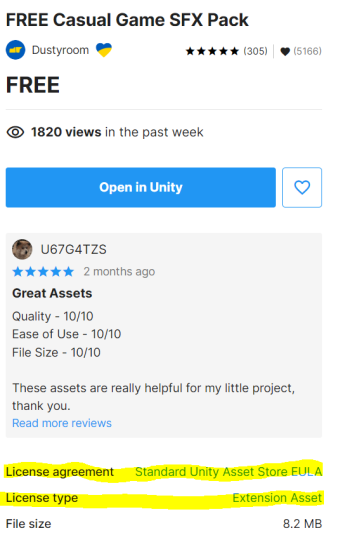 FREE Casual Game SFX Pack
Dustyroom (305) (5166)
FREE
1820 views in the past week
Open in Unity
U67G4TZS
2 months ago
Great Assets
Quality - 10/10
Ease of Use - 10/10
File Size - 10/10
These assets are really helpful for my little project,
thank you.
Read more reviews
License agreement Standard Unity Asset Store EULA
License type Extension Asset
File size 8.2 MB